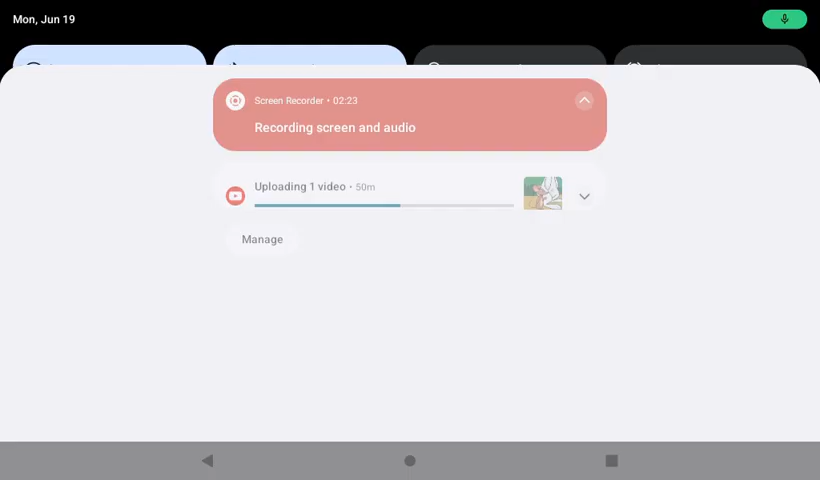 Mon, Jun 19
Screen Recorder • 02:23
Recording screen and audio
Uploading 1 video • 50m
Manage